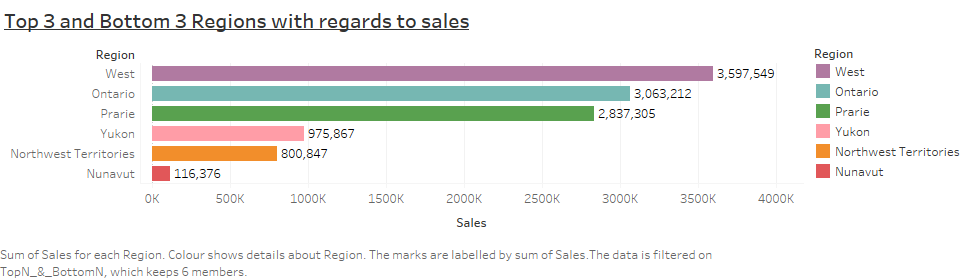 Top 3 and Bottom 3 Regions with regards to sales
Region
West 3,597,549
Ontario 3,063,212
Prarie 2,837,305
Yukon 975,867
Northwest Territories 800,847
Nunavut 116,376
0K 500K 1000K 1500K 2000K 2500K 3000K 3500K 4000K
Sales
Region
West
Ontario
Prarie
Yukon
Northwest Territories
Nunavut
Sum of Sales for each Region. Colour shows details about Region. The marks are labelled by sum of Sales.The data is filtered on
TopN_&_BottomN, which keeps 6 members.